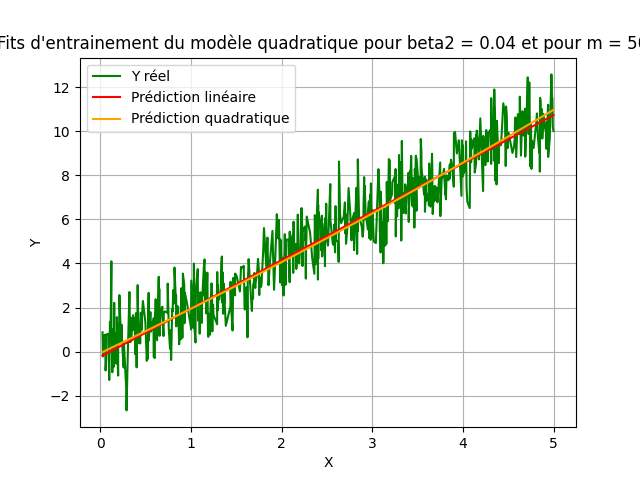 Fits d'entrainement du modèle quadratique pour beta2 = 0.04 et pour m = 50
Y réel
Prédiction linéaire
Prédiction quadratique
12
10
8
6
4
2
0
−2
Y
0 1 2 3 4 5
X